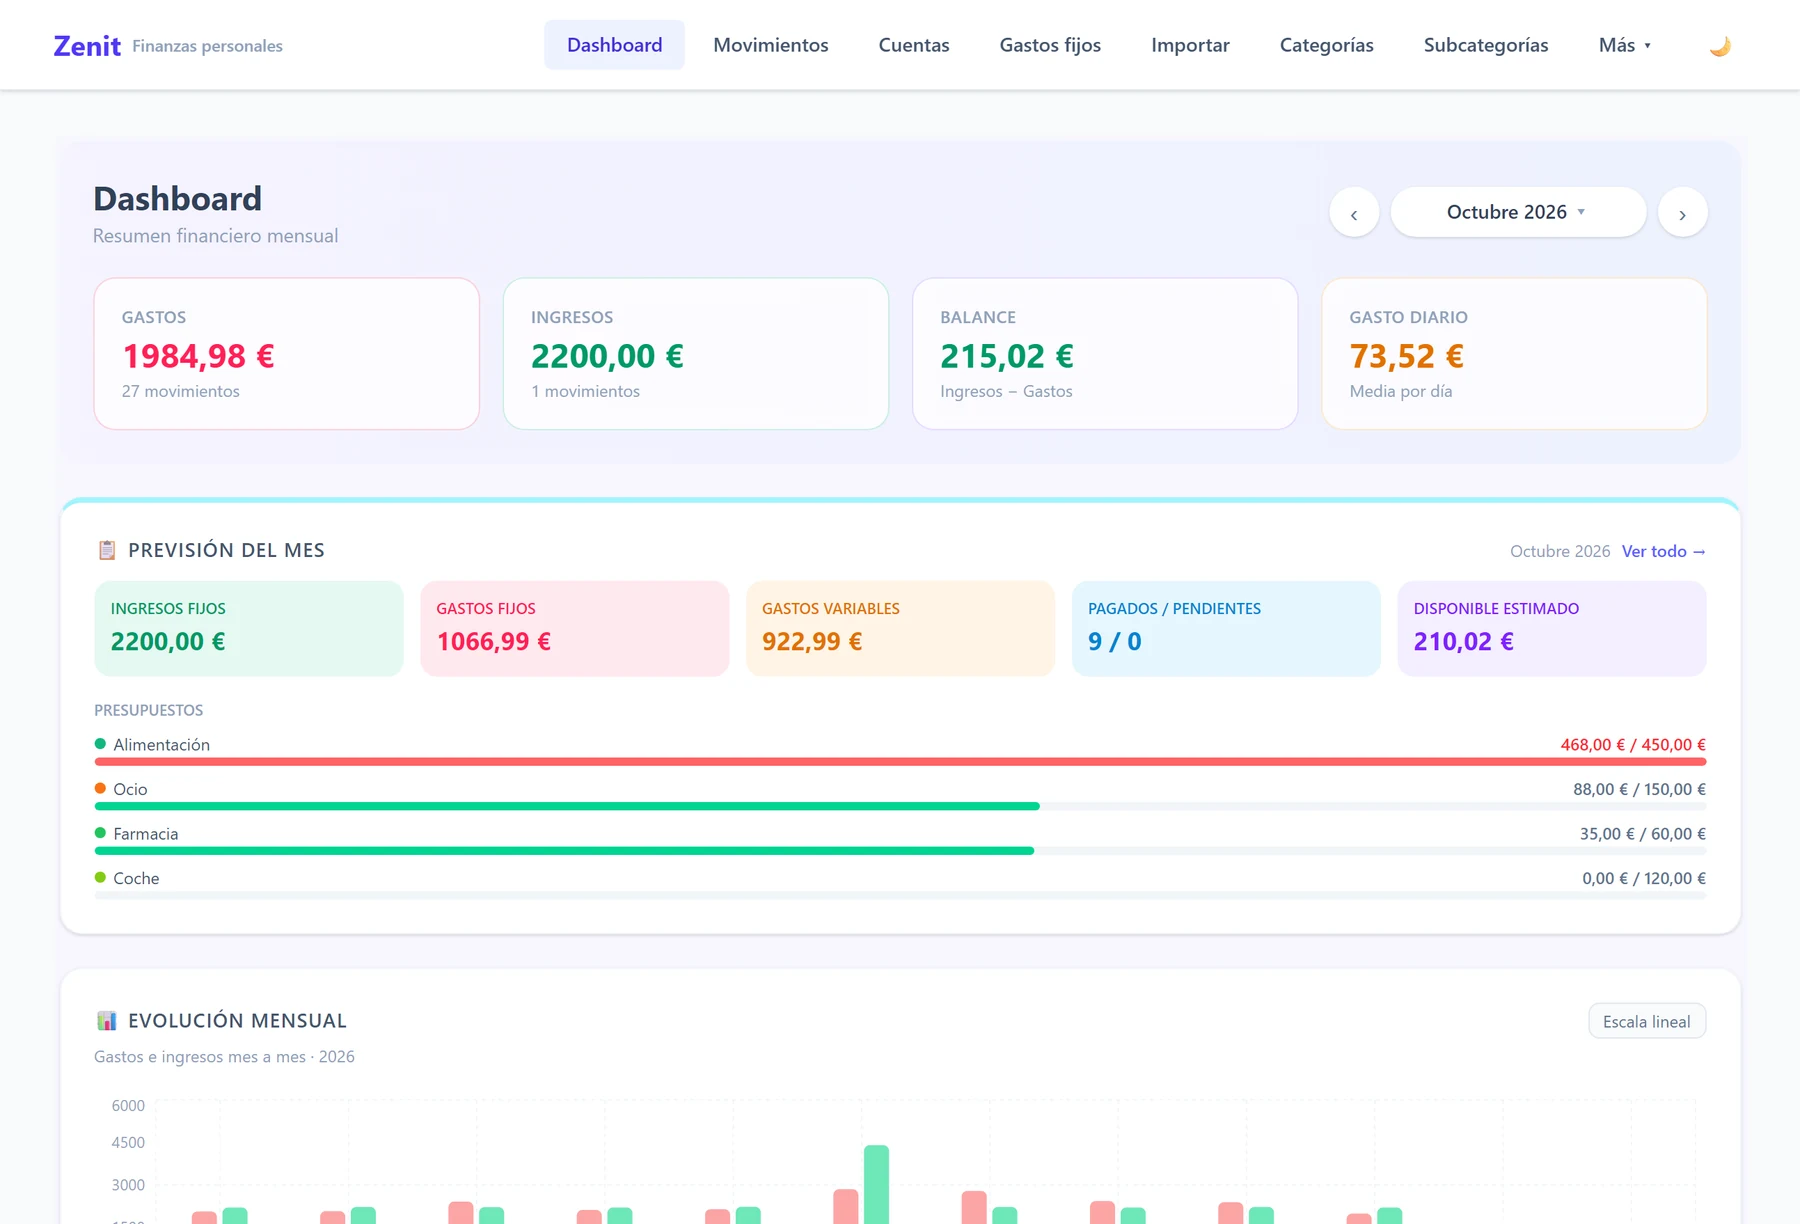 Zenit Finanzas personales
Dashboard Movimientos Cuentas Gastos fijos Importar Categorías Subcategorías Más ▾
Dashboard
Resumen financiero mensual
‹ Octubre 2026 ▾ ›
GASTOS
1984,98 €
27 movimientos
INGRESOS
2200,00 €
1 movimientos
BALANCE
215,02 €
Ingresos − Gastos
GASTO DIARIO
73,52 €
Media por día
PREVISIÓN DEL MES
Octubre 2026 Ver todo →
INGRESOS FIJOS
2200,00 €
GASTOS FIJOS
1066,99 €
GASTOS VARIABLES
922,99 €
PAGADOS / PENDIENTES
9 / 0
DISPONIBLE ESTIMADO
210,02 €
PRESUPUESTOS
Alimentación 468,00 € / 450,00 €
Ocio 88,00 € / 150,00 €
Farmacia 35,00 € / 60,00 €
Coche 0,00 € / 120,00 €
EVOLUCIÓN MENSUAL
Escala lineal
Gastos e ingresos mes a mes · 2026
6000
4500
3000